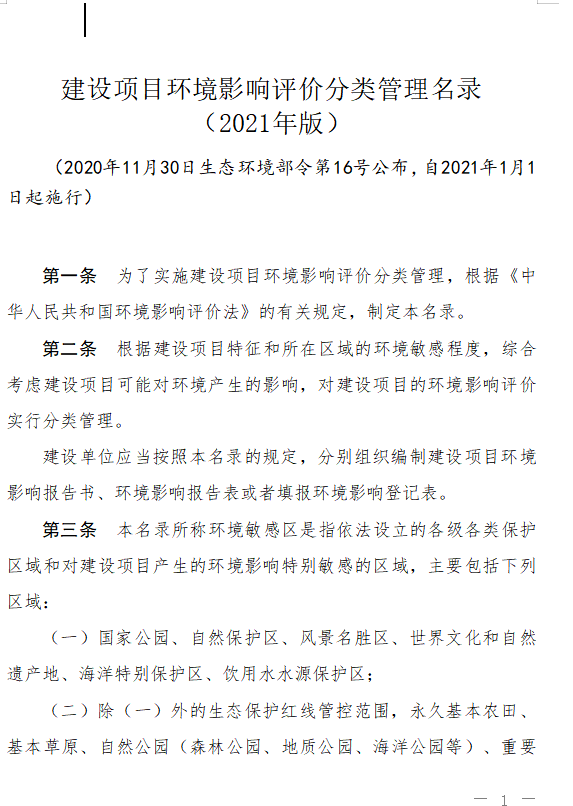 建设项目环境影响评价分类管理名录
（2021年版）
（2020年11月30日生态环境部令第16号公布，自2021年1月1
日起施行）
第一条　为了实施建设项目环境影响评价分类管理，根据《中
华人民共和国环境影响评价法》的有关规定，制定本名录。
第二条　根据建设项目特征和所在区域的环境敏感程度，综合
考虑建设项目可能对环境产生的影响，对建设项目的环境影响评价
实行分类管理。
建设单位应当按照本名录的规定，分别组织编制建设项目环境
影响报告书、环境影响报告表或者填报环境影响登记表。
第三条　本名录所称环境敏感区是指依法设立的各级各类保护
区域和对建设项目产生的环境影响特别敏感的区域，主要包括下列
区域：
（一）国家公园、自然保护区、风景名胜区、世界文化和自然
遗产地、海洋特别保护区、饮用水水源保护区；
（二）除（一）外的生态保护红线管控范围，永久基本农田、
基本草原、自然公园（森林公园、地质公园、海洋公园等）、重要
— 1 —